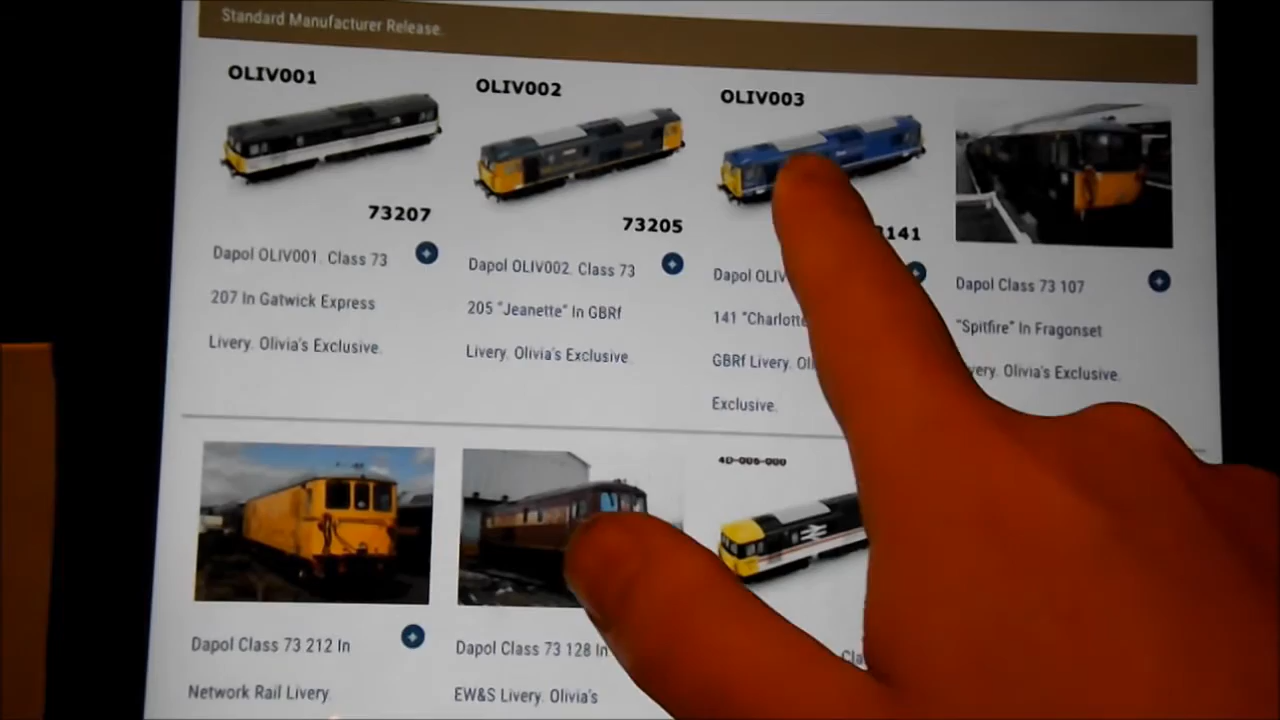 Standard Manufacturer Release.
OLIV001
OLIV002
OLIV003
73207
73205
141
Dapol OLIV001. Class 73
207 In Gatwick Express
Livery. Olivia's Exclusive.
Dapol OLIV002. Class 73
205 "Jeanette" In GBRf
Livery. Olivia's Exclusive.
Dapol
141 "Charlotte
GBRf Livery.
Exclusive.
Dapol Class 73 107
"Spitfire" In Fragonset
Olivia's Exclusive.
4D-006-000
Dapol Class 73 212 In
Network Rail Livery.
Dapol Class 73 128 In
EW&S Livery. Olivia's